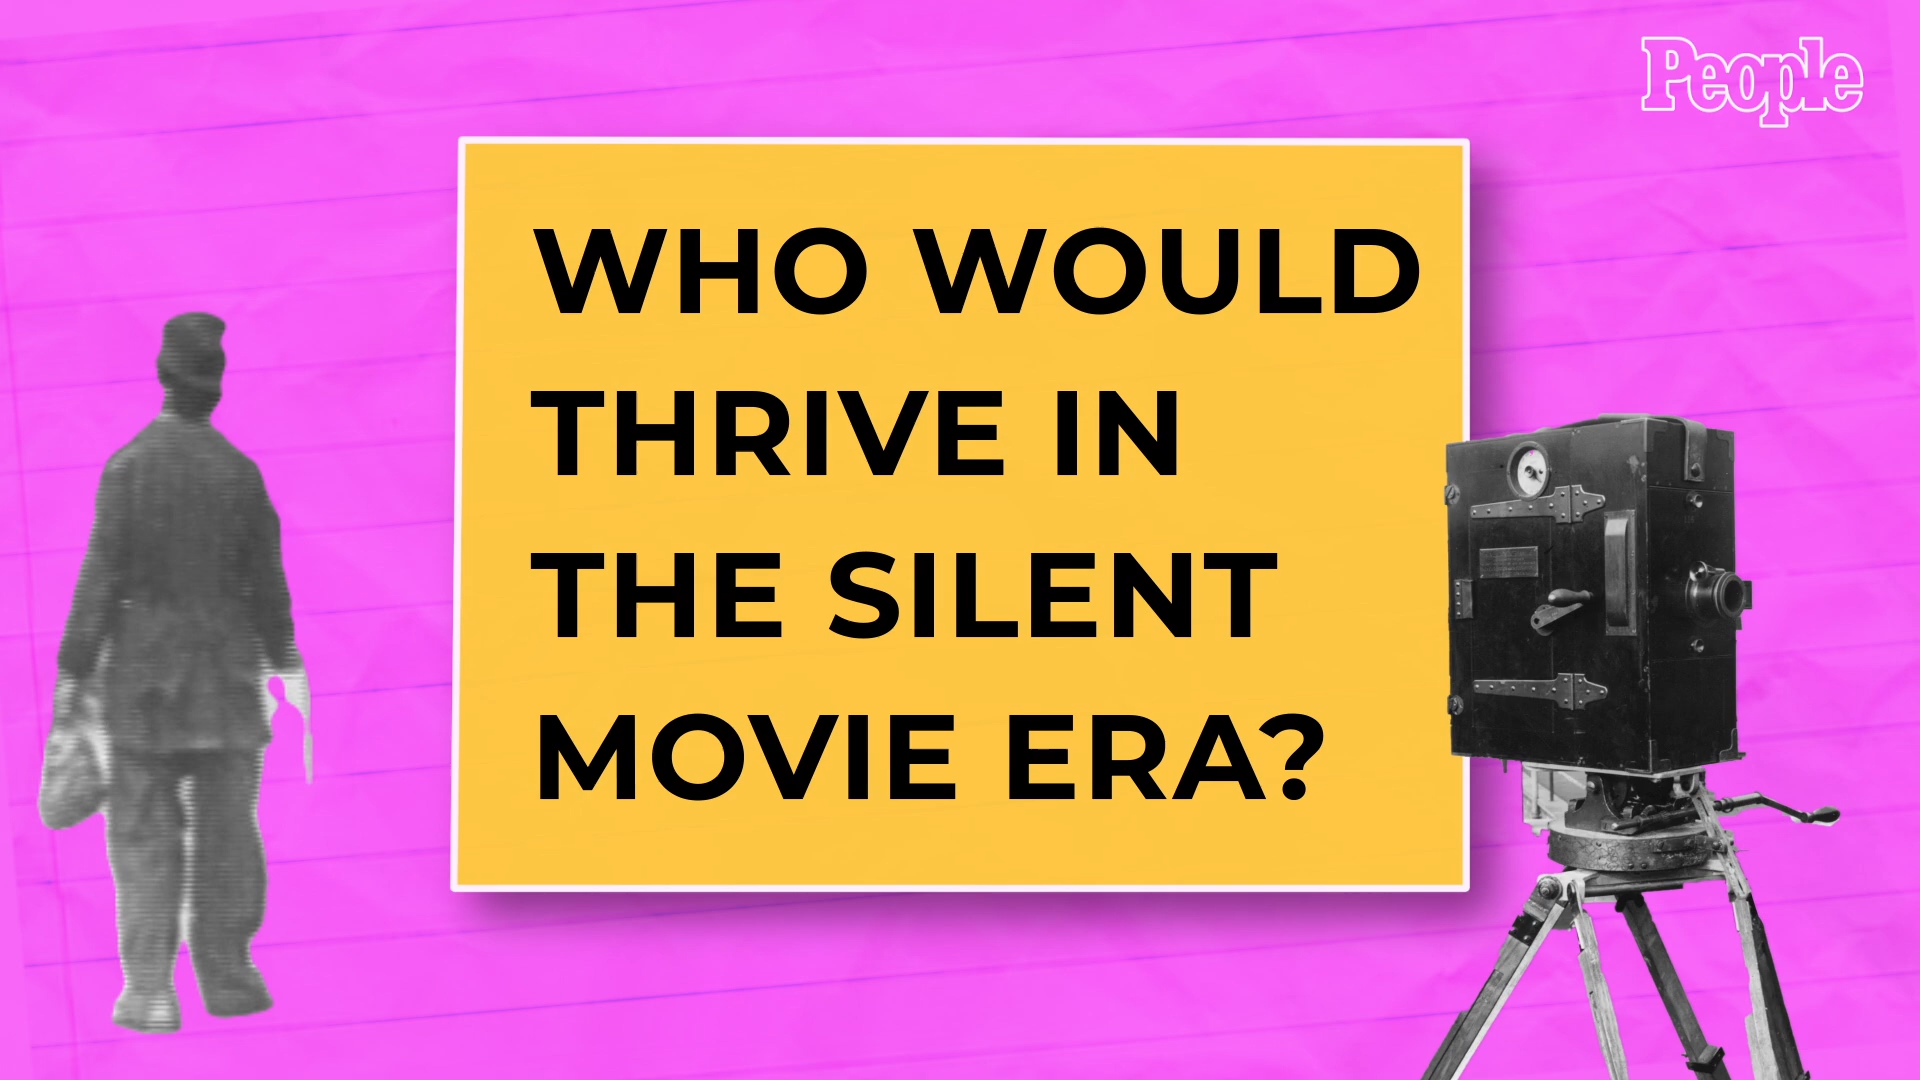 People
WHO WOULD
THRIVE IN
THE SILENT
MOVIE ERA?